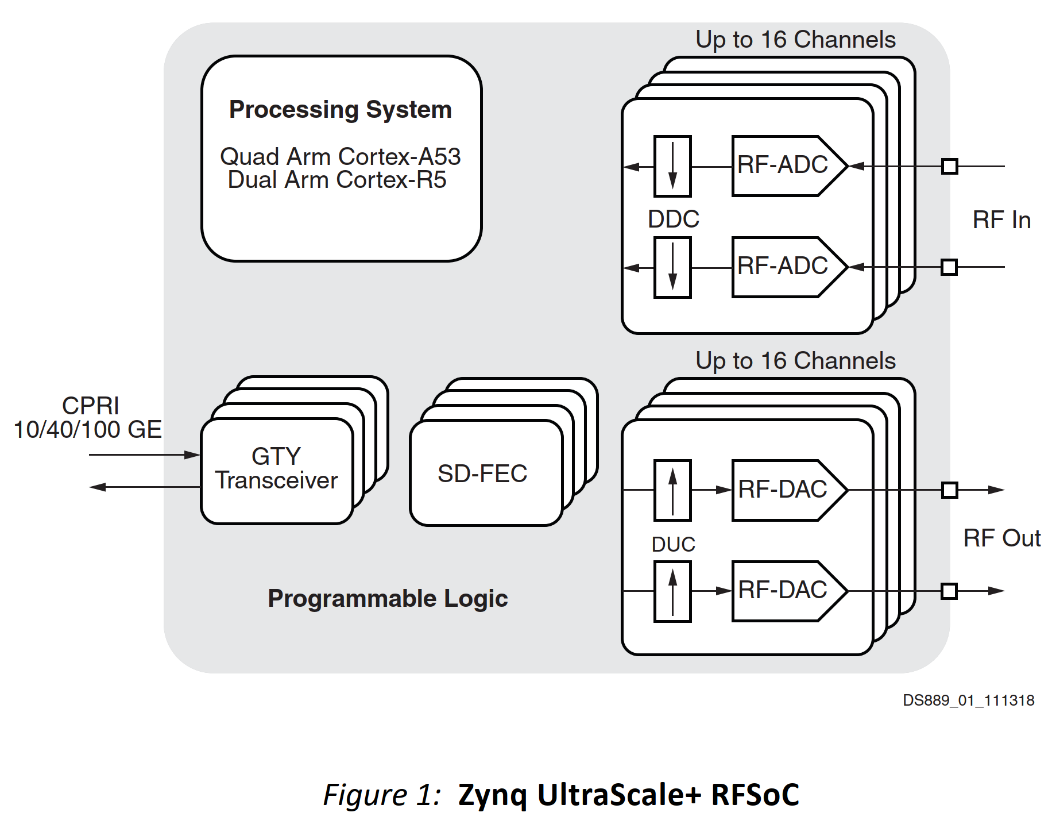 Up to 16 Channels
Processing System
Quad Arm Cortex-A53
Dual Arm Cortex-R5
RF-ADC
DDC
RF In
RF-ADC
Up to 16 Channels
CPRI
10/40/100 GE
GTY
Transceiver
SD-FEC
RF-DAC
DUC
RF Out
RF-DAC
Programmable Logic
DS889_01_111318
Figure 1: Zynq UltraScale+ RFSoC